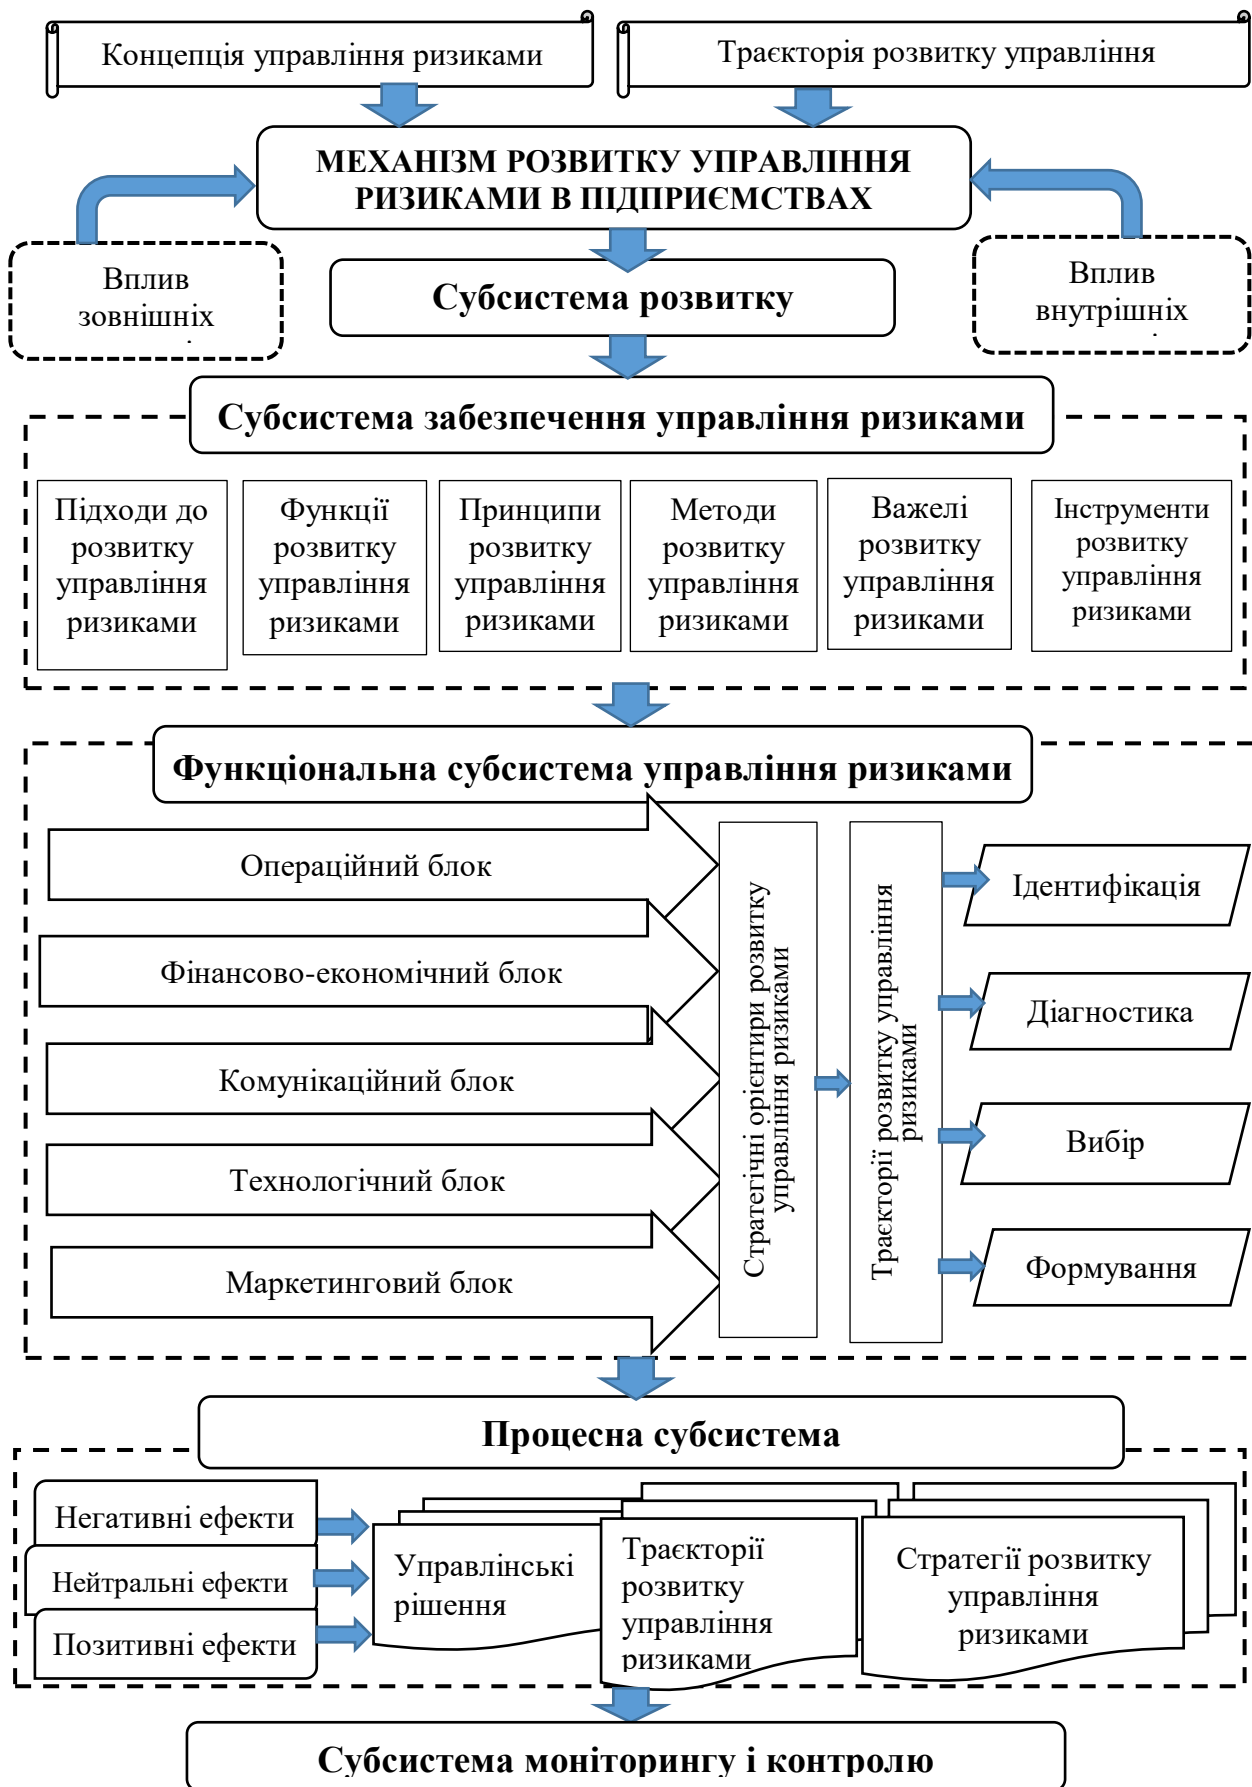 Концепція управління ризиками
Траєкторія розвитку управління
МЕХАНІЗМ РОЗВИТКУ УПРАВЛІННЯ
РИЗИКАМИ В ПІДПРИЄМСТВАХ
Вплив
зовнішніх
Субсистема розвитку
Вплив
внутрішніх
Субсистема забезпечення управління ризиками
Підходи до
розвитку
управління
ризиками
Функції
розвитку
управління
ризиками
Принципи
розвитку
управління
ризиками
Методи
розвитку
управління
ризиками
Важелі
розвитку
управління
ризиками
Інструменти
розвитку
управління
ризиками
Функціональна субсистема управління ризиками
Операційний блок
Фінансово-економічний блок
Комунікаційний блок
Технологічний блок
Маркетинговий блок
Стратегічні орієнтири розвитку
управління ризиками
Траєкторії розвитку управління
ризиками
Ідентифікація
Діагностика
Вибір
Формування
Процесна субсистема
Негативні ефекти
Нейтральні ефекти
Позитивні ефекти
Управлінські
рішення
Траєкторії
розвитку
управління
ризиками
Стратегії розвитку
управління
ризиками
Субсистема моніторингу і контролю